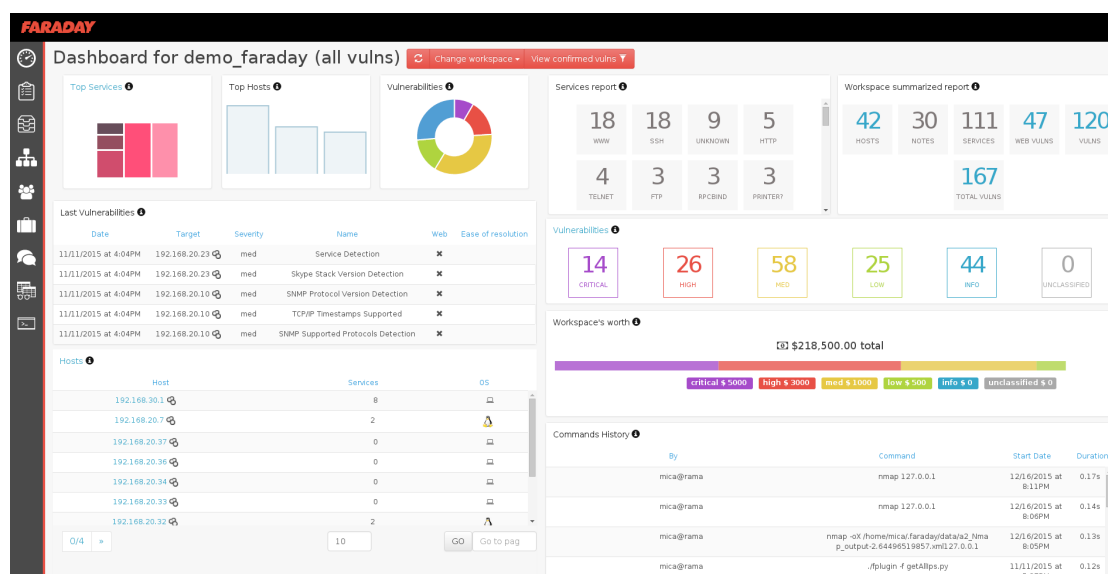 FARADAY
Dashboard for demo_faraday (all vulns)
Change workspace
View confirmed vulns
Top Services
Top Hosts
Vulnerabilities
Services report
18 18 9 5
WWW SSH UNKNOWN HTTP
4 3 3 3
TELNET FTP RPCBIND PRINTER?
Workspace summarized report
42 30 111 47 120
HOSTS NOTES SERVICES WEB VULNS VULNS
167
TOTAL VULNS
Last Vulnerabilities
Date Target Severity Name Web Ease of resolution
11/11/2015 at 4:04PM 192.168.20.23 med Service Detection
11/11/2015 at 4:04PM 192.168.20.23 med Skype Stack Version Detection
11/11/2015 at 4:04PM 192.168.20.10 med SNMP Protocol Version Detection
11/11/2015 at 4:04PM 192.168.20.10 med TCP/IP Timestamps Supported
11/11/2015 at 4:04PM 192.168.20.10 med SNMP Supported Protocols Detection
Vulnerabilities
14 26 58 25 44 0
CRITICAL HIGH MED LOW INFO UNCLASSIFIED
Workspace's worth
$218,500.00 total
critical $ 5000 high $ 3000 med $ 1000 low $ 500 info $ 0 unclassified $ 0
Hosts
Host Services OS
192.168.30.1 8
192.168.20.7 2
192.168.20.37 0
192.168.20.36 0
192.168.20.34 0
192.168.20.33 0
192.168.20.32 2
0/4 »
10
GO
Go to pag
Commands History
By Command Start Date Duration
mica@rama nmap 127.0.0.1 12/16/2015 at 0.17s
8:11PM
mica@rama nmap 127.0.0.1 12/16/2015 at 0.14s
8:06PM
mica@rama nmap -oX /home/mica/.faraday/data/a2_Nma 12/16/2015 at 0.13s
p_output-2.64496519857.xml127.0.0.1 8:05PM
mica@rama ./fplugin -f getAllIps.py 11/11/2015 at 0.12s